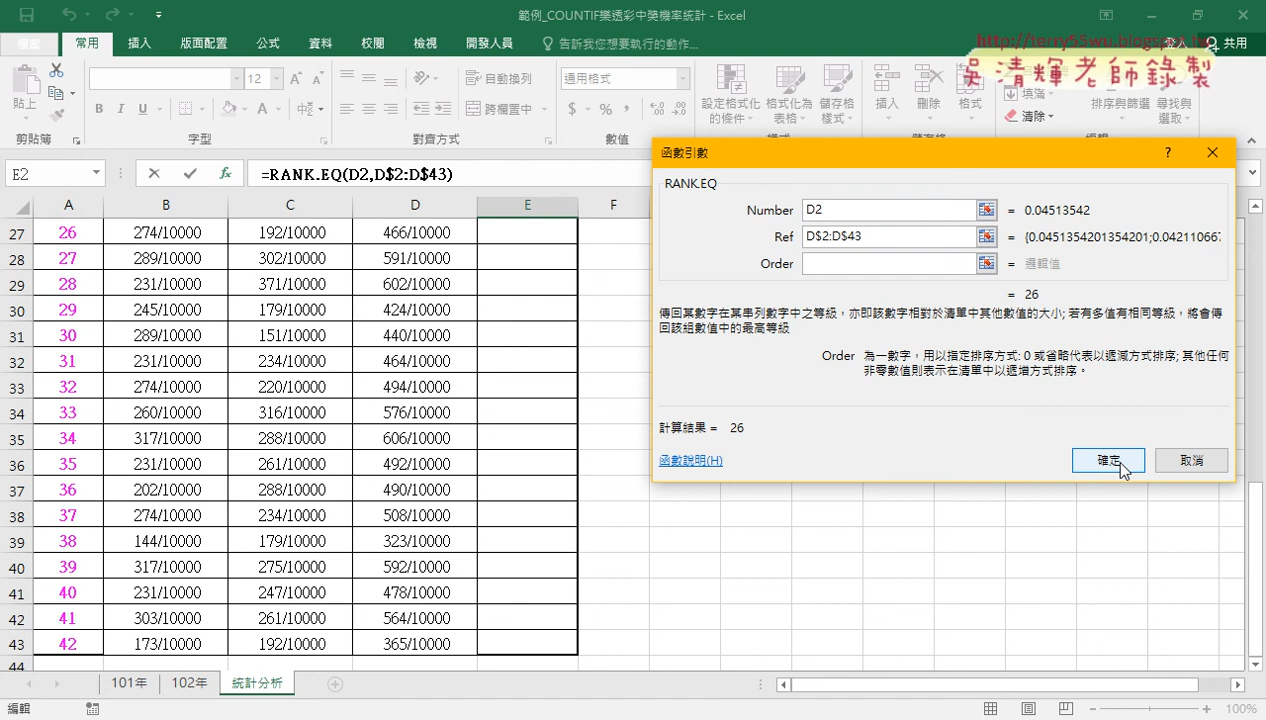 範例_COUNTIF樂透彩中獎機率統計 - Excel
檔案 常用 插入 版面配置 公式 資料 校閱 檢視 開發人員 告訴我您想要執行的動作... 登入 共用
http://terry55wu.blogspot.tw
吳清輝老師錄製
貼上 12 自動換列 通用格式 設定格式化的條件 格式化為表格 儲存格樣式 插入 刪除 格式 填滿 清除 排序與篩選 尋找與選取
B I U 跨欄置中 $ % ,
剪貼簿 字型 對齊方式 數值
E2 =RANK.EQ(D2,D$2:D$43)
A B C D E F
27 26 274/10000 192/10000 466/10000
28 27 289/10000 302/10000 591/10000
29 28 231/10000 371/10000 602/10000
30 29 245/10000 179/10000 424/10000
31 30 289/10000 151/10000 440/10000
32 31 231/10000 234/10000 464/10000
33 32 274/10000 220/10000 494/10000
34 33 260/10000 316/10000 576/10000
35 34 317/10000 288/10000 606/10000
36 35 231/10000 261/10000 492/10000
37 36 202/10000 288/10000 490/10000
38 37 274/10000 234/10000 508/10000
39 38 144/10000 179/10000 323/10000
40 39 317/10000 275/10000 592/10000
41 40 231/10000 247/10000 478/10000
42 41 303/10000 261/10000 564/10000
43 42 173/10000 192/10000 365/10000
44
函數引數 ?
RANK.EQ
Number D2 = 0.04513542
Ref D$2:D$43 = {0.0451354201354201;0.042110667
Order = 邏輯值
= 26
傳回某數字在某串列數字中之等級，亦即該數字相對於清單中其他數值的大小; 若有多值有相同等級，將會傳
回該組數值中的最高等級
Order 為一數字，用以指定排序方式: 0 或省略代表以遞減方式排序; 其他任何
非零數值則表示在清單中以遞增方式排序。
計算結果 = 26
函數說明(H) 確定 取消
101年 102年 統計分析
編輯 100%